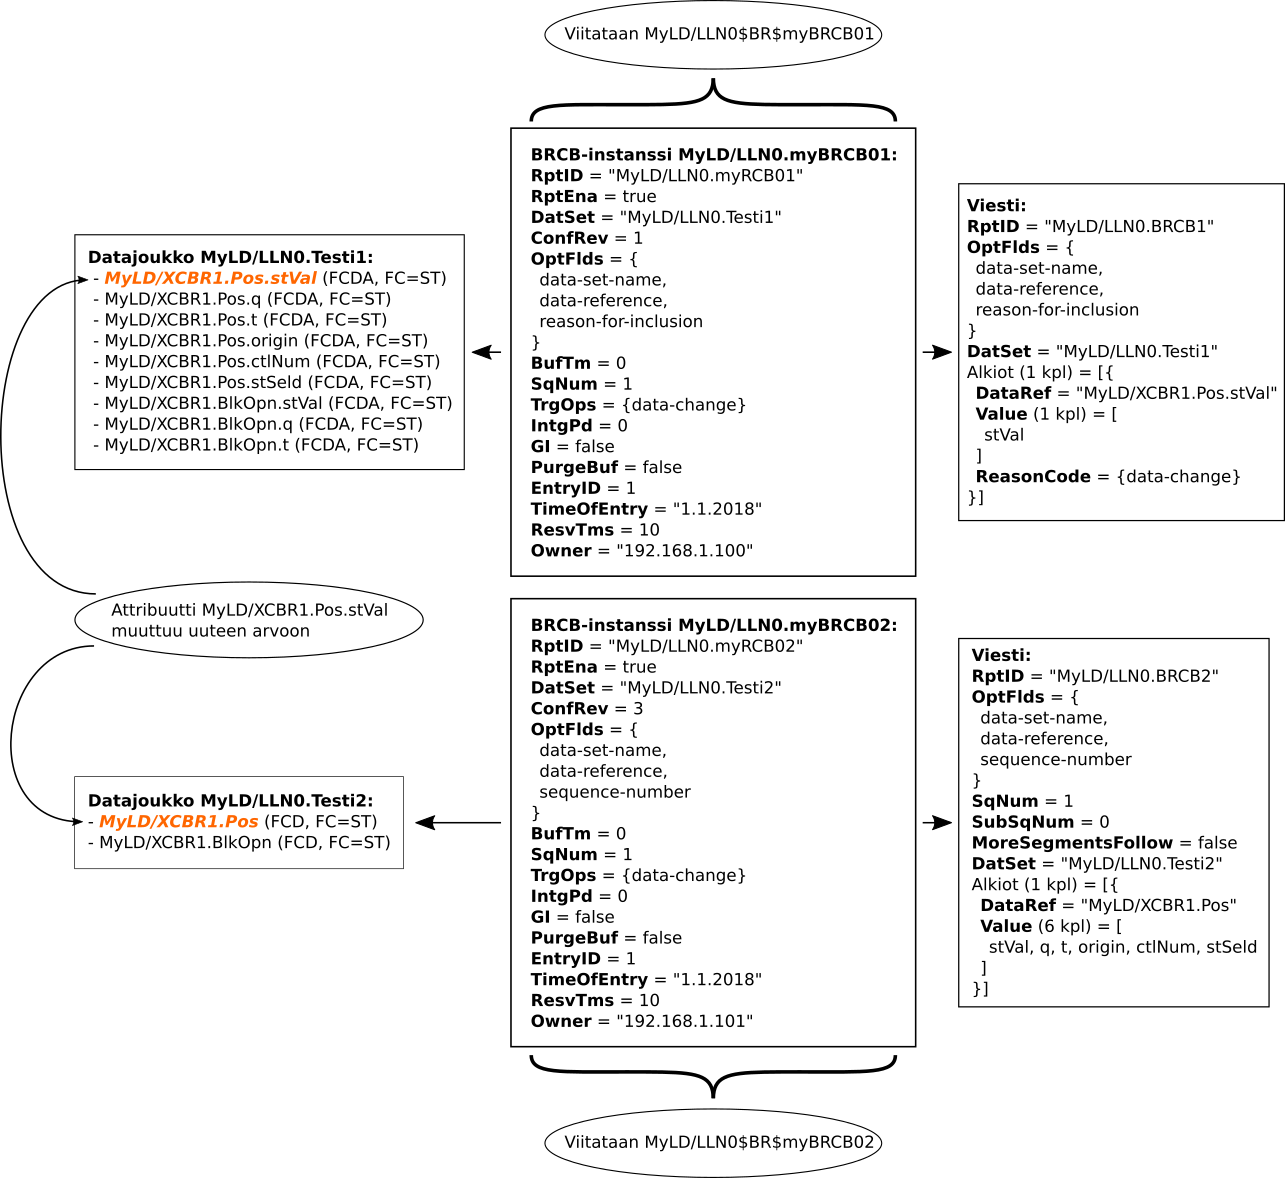 Viitataan MyLD/LLN0$BR$myBRCB01
BRCB-instanssi MyLD/LLN0.myBRCB01:
RptID = "MyLD/LLN0.myRCB01"
RptEna = true
DatSet = "MyLD/LLN0.Testi1"
ConfRev = 1
OptFlds = {
data-set-name,
data-reference,
reason-for-inclusion
}
BufTm = 0
SqNum = 1
TrgOps = {data-change}
IntgPd = 0
GI = false
PurgeBuf = false
EntryID = 1
TimeOfEntry = "1.1.2018"
ResvTms = 10
Owner = "192.168.1.100"
Datajoukko MyLD/LLN0.Testi1:
- MyLD/XCBR1.Pos.stVal (FCDA, FC=ST)
- MyLD/XCBR1.Pos.q (FCDA, FC=ST)
- MyLD/XCBR1.Pos.t (FCDA, FC=ST)
- MyLD/XCBR1.Pos.origin (FCDA, FC=ST)
- MyLD/XCBR1.Pos.ctlNum (FCDA, FC=ST)
- MyLD/XCBR1.Pos.stSeld (FCDA, FC=ST)
- MyLD/XCBR1.BlkOpn.stVal (FCDA, FC=ST)
- MyLD/XCBR1.BlkOpn.q (FCDA, FC=ST)
- MyLD/XCBR1.BlkOpn.t (FCDA, FC=ST)
Viesti:
RptID = "MyLD/LLN0.BRCB1"
OptFlds = {
data-set-name,
data-reference,
reason-for-inclusion
}
DatSet = "MyLD/LLN0.Testi1"
Alkiot (1 kpl) = [{
DataRef = "MyLD/XCBR1.Pos.stVal"
Value (1 kpl) = [
stVal
]
ReasonCode = {data-change}
}]
Attribuutti MyLD/XCBR1.Pos.stVal
muuttuu uuteen arvoon
BRCB-instanssi MyLD/LLN0.myBRCB02:
RptID = "MyLD/LLN0.myRCB02"
RptEna = true
DatSet = "MyLD/LLN0.Testi2"
ConfRev = 3
OptFlds = {
data-set-name,
data-reference,
sequence-number
}
BufTm = 0
SqNum = 1
TrgOps = {data-change}
IntgPd = 0
GI = false
PurgeBuf = false
EntryID = 1
TimeOfEntry = "1.1.2018"
ResvTms = 10
Owner = "192.168.1.101"
Datajoukko MyLD/LLN0.Testi2:
- MyLD/XCBR1.Pos (FCD, FC=ST)
- MyLD/XCBR1.BlkOpn (FCD, FC=ST)
Viesti:
RptID = "MyLD/LLN0.BRCB2"
OptFlds = {
data-set-name,
data-reference,
sequence-number
}
SqNum = 1
SubSqNum = 0
MoreSegmentsFollow = false
DatSet = "MyLD/LLN0.Testi2"
Alkiot (1 kpl) = [{
DataRef = "MyLD/XCBR1.Pos"
Value (6 kpl) = [
stVal, q, t, origin, ctlNum, stSeld
]
}]
Viitataan MyLD/LLN0$BR$myBRCB02